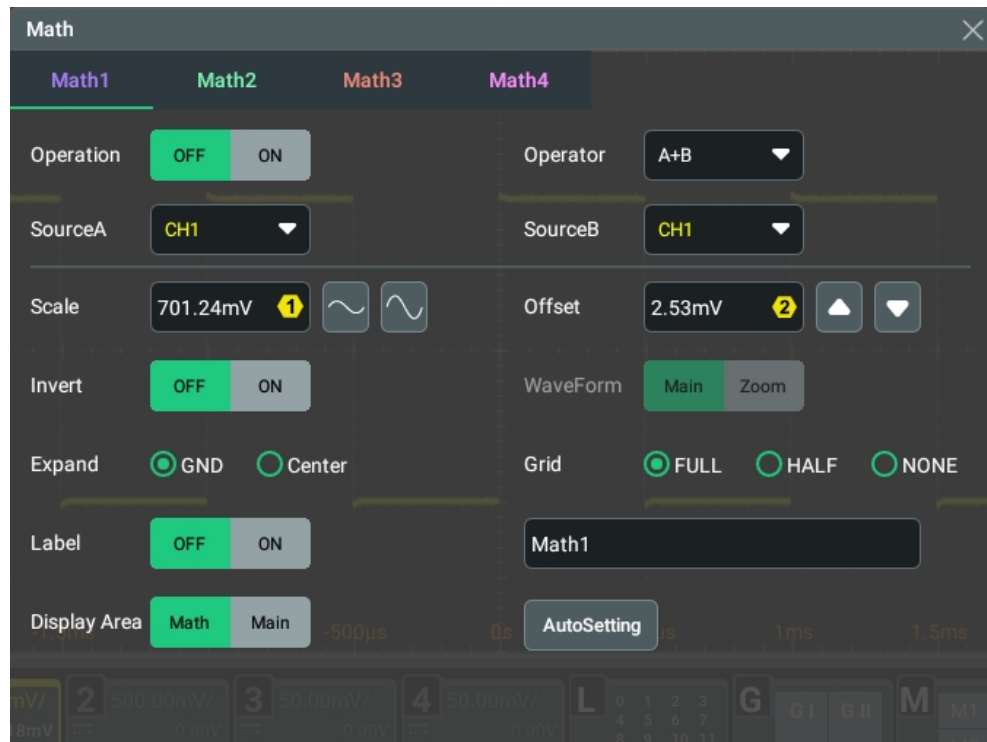 Math
Math1 Math2 Math3 Math4
Operation OFF ON Operator A+B
SourceA CH1 SourceB CH1
Scale 701.24mV 1 Offset 2.53mV 2
Invert OFF ON WaveForm Main Zoom
Expand GND Center Grid FULL HALF NONE
Label OFF ON Math1
Display Area Math Main AutoSetting
-500µs 0s 1ms 1.5ms
mV/ 2 500.00mV/ 3 50.00mV/ 4 50.00mV/ L 0 1 2 3 G GI GII M M1
8mV 0.00V 0.00V 0.00V 4 5 6 7
8 9 10 11